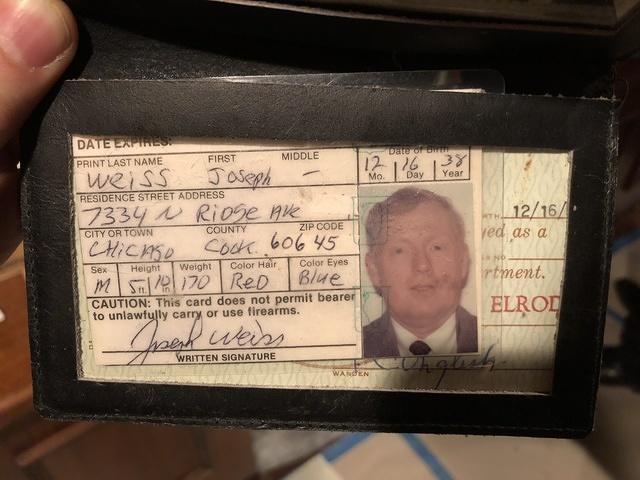 DATE EXPIRES:
PRINT LAST NAME FIRST MIDDLE
WEISS JOSEPH –
Date of Birth
12 16 38
Mo. Day Year
RESIDENCE STREET ADDRESS
7334 N RIDGE AVE
CITY OR TOWN COUNTY ZIP CODE
CHICAGO COOK 60645
Sex Height Weight Color Hair Color Eyes
M 5 ft. 10 in. 170 RED BLUE
CAUTION: This card does not permit bearer
to unlawfully carry or use firearms.
Joseph Weiss
WRITTEN SIGNATURE
12/16/
as a
ELROD
WARDEN